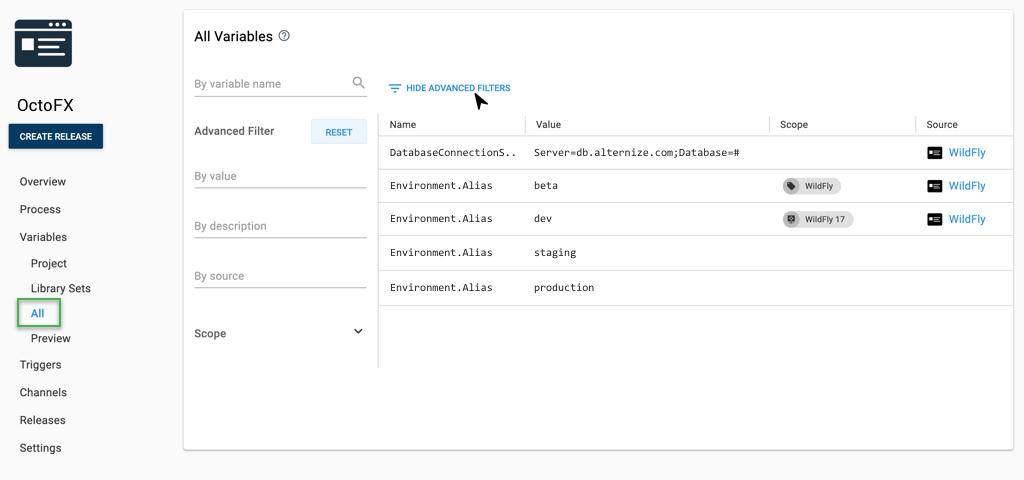 OctoFX
CREATE RELEASE
Overview
Process
Variables
Project
Library Sets
All
Preview
Triggers
Channels
Releases
Settings
All Variables
By variable name
HIDE ADVANCED FILTERS
Advanced Filter RESET
By value
By description
By source
Scope
Name Value Scope Source
DatabaseConnectionS.. Server=db.alternize.com;Database=# WildFly
Environment.Alias beta WildFly WildFly
Environment.Alias dev WildFly 17 WildFly
Environment.Alias staging
Environment.Alias production